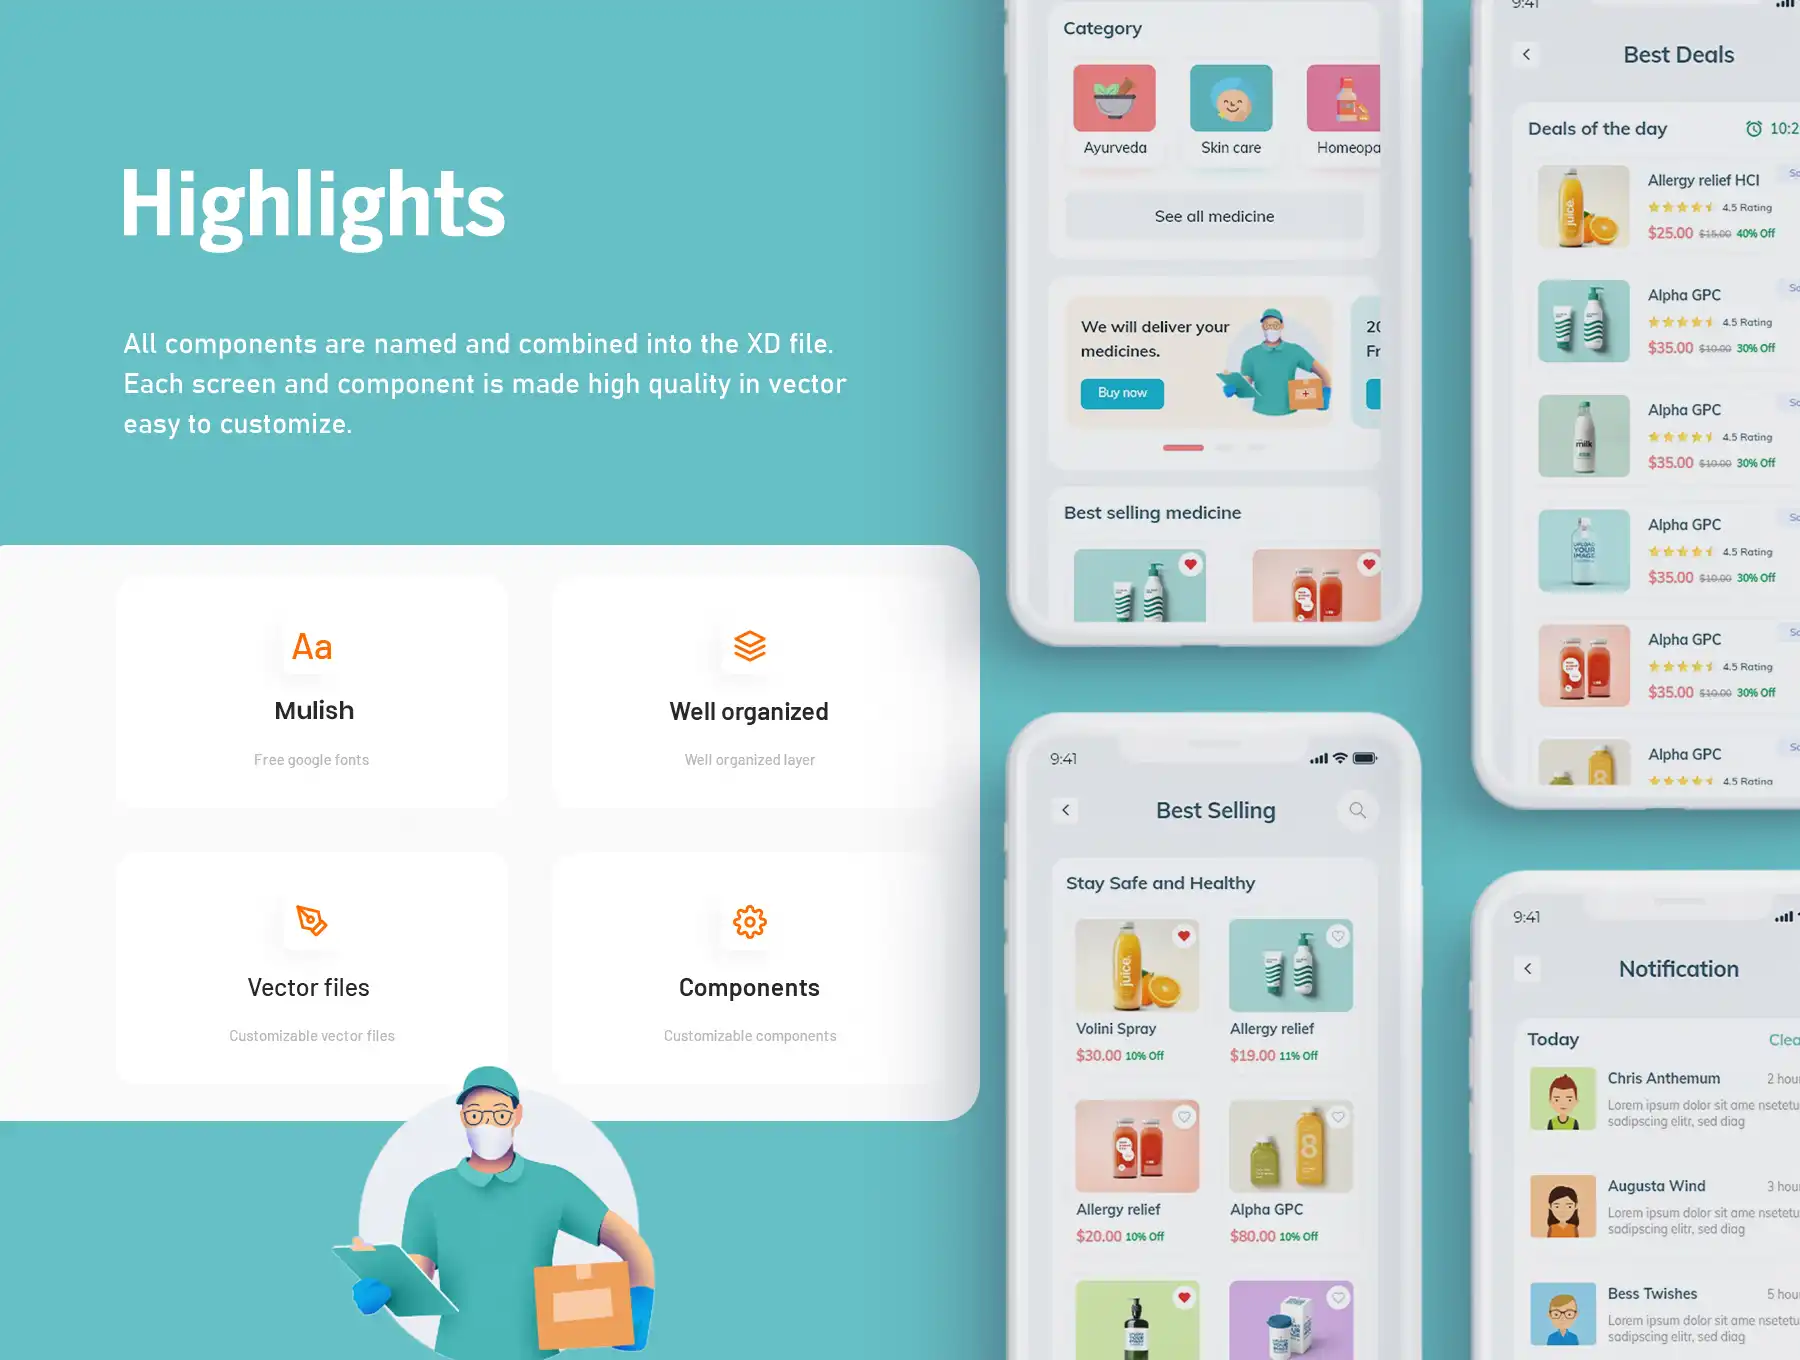 Highlights
All components are named and combined into the XD file.
Each screen and component is made high quality in vector
easy to customize.
Aa
Mulish
Free google fonts
Well organized
Well organized layer
Vector files
Customizable vector files
Components
Customizable components
Category
Ayurveda
Skin care
Homeopa
See all medicine
We will deliver your
medicines.
Buy now
20
Fr
Best selling medicine
9:41
Best Selling
Stay Safe and Healthy
juice.
Volini Spray
$30.00 10% Off
Allergy relief
$19.00 11% Off
Allergy relief
$20.00 10% Off
8
Alpha GPC
$80.00 10% Off
9:41
Best Deals
Deals of the day
10:2
juice.
Allergy relief HCl
4.5 Rating
$25.00 $15.00 40% Off
Alpha GPC
4.5 Rating
$35.00 $10.00 30% Off
milk
Alpha GPC
4.5 Rating
$35.00 $10.00 30% Off
UPLOAD
YOUR
IMAGE
Alpha GPC
4.5 Rating
$35.00 $10.00 30% Off
Alpha GPC
4.5 Rating
$35.00 $10.00 30% Off
8
Alpha GPC
4.5 Rating
9:41
Notification
Today
Clea
Chris Anthemum
2 hour
Lorem ipsum dolor sit ame nsetetu
sadipscing elitr, sed diag
Augusta Wind
3 hour
Lorem ipsum dolor sit ame nsetetu
sadipscing elitr, sed diag
Bess Twishes
5 hour
Lorem ipsum dolor sit ame nsetetu
sadipscing elitr, sed diag